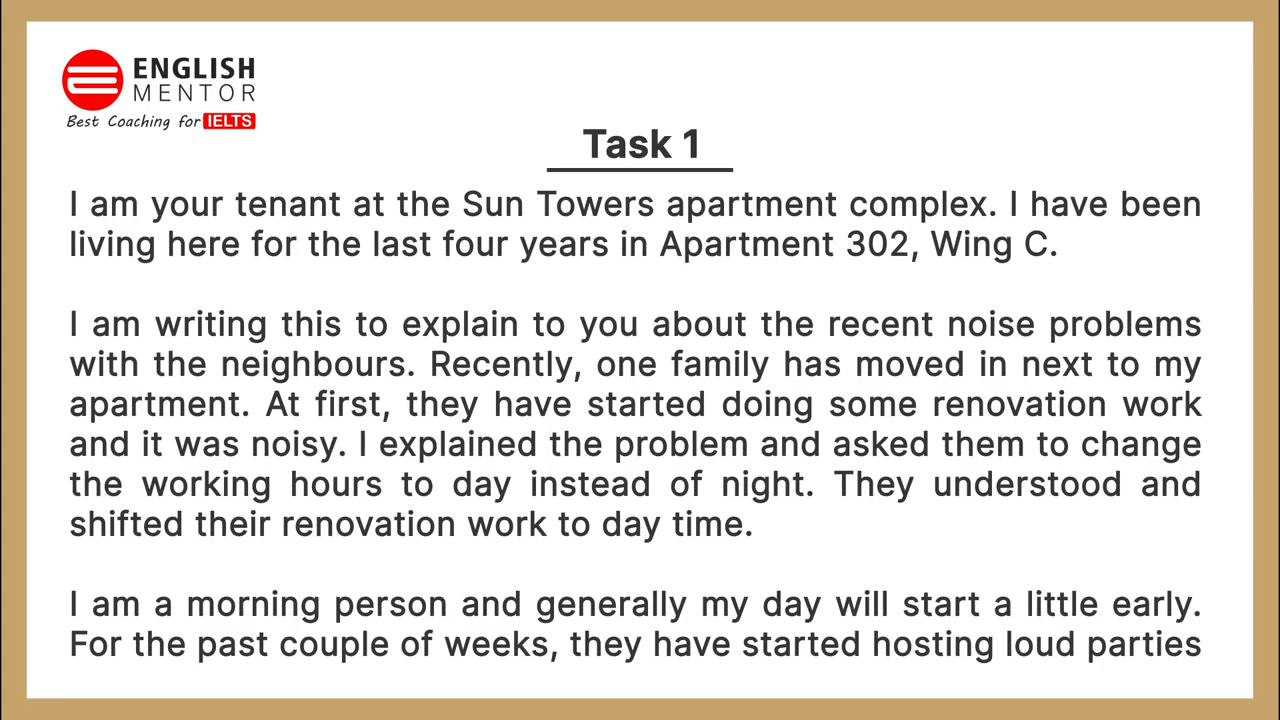 ENGLISH
MENTOR
Best Coaching for IELTS
Task 1
I am your tenant at the Sun Towers apartment complex. I have been
living here for the last four years in Apartment 302, Wing C.
I am writing this to explain to you about the recent noise problems
with the neighbours. Recently, one family has moved in next to my
apartment. At first, they have started doing some renovation work
and it was noisy. I explained the problem and asked them to change
the working hours to day instead of night. They understood and
shifted their renovation work to day time.
I am a morning person and generally my day will start a little early.
For the past couple of weeks, they have started hosting loud parties